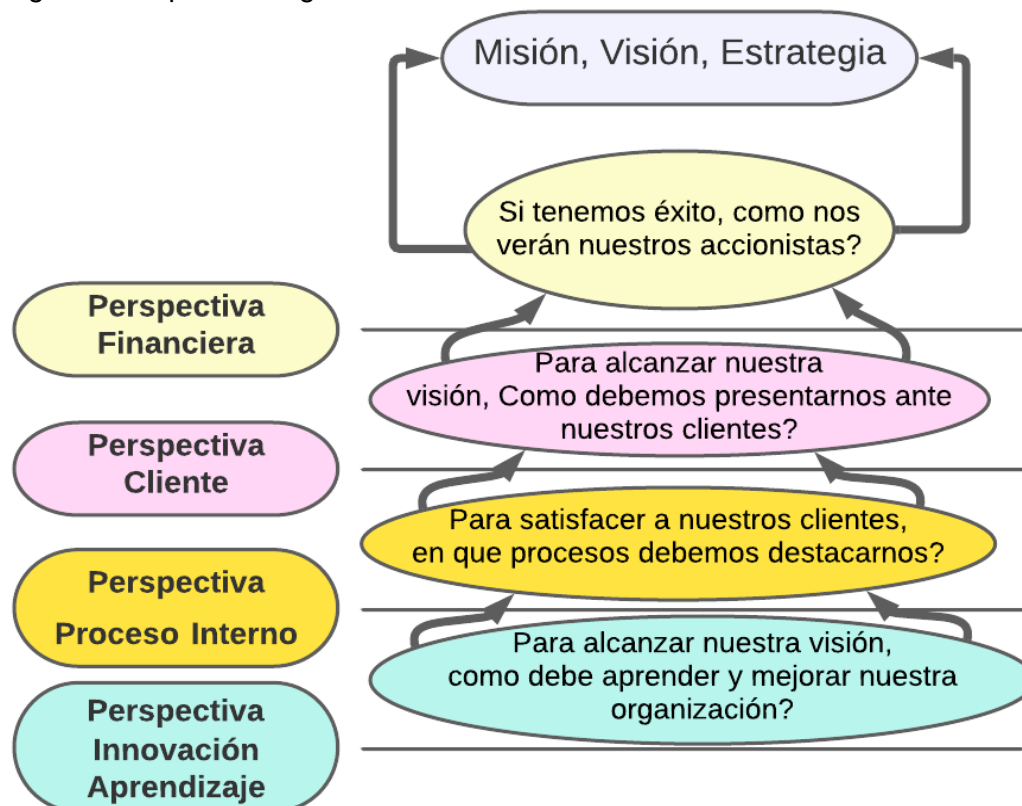 Misión, Visión, Estrategia
Si tenemos éxito, como nos
verán nuestros accionistas?
Perspectiva
Financiera
Para alcanzar nuestra
visión, Como debemos presentarnos ante
nuestros clientes?
Perspectiva
Cliente
Para satisfacer a nuestros clientes,
en que procesos debemos destacarnos?
Perspectiva
Proceso Interno
Para alcanzar nuestra visión,
como debe aprender y mejorar nuestra
organización?
Perspectiva
Innovación
Aprendizaje